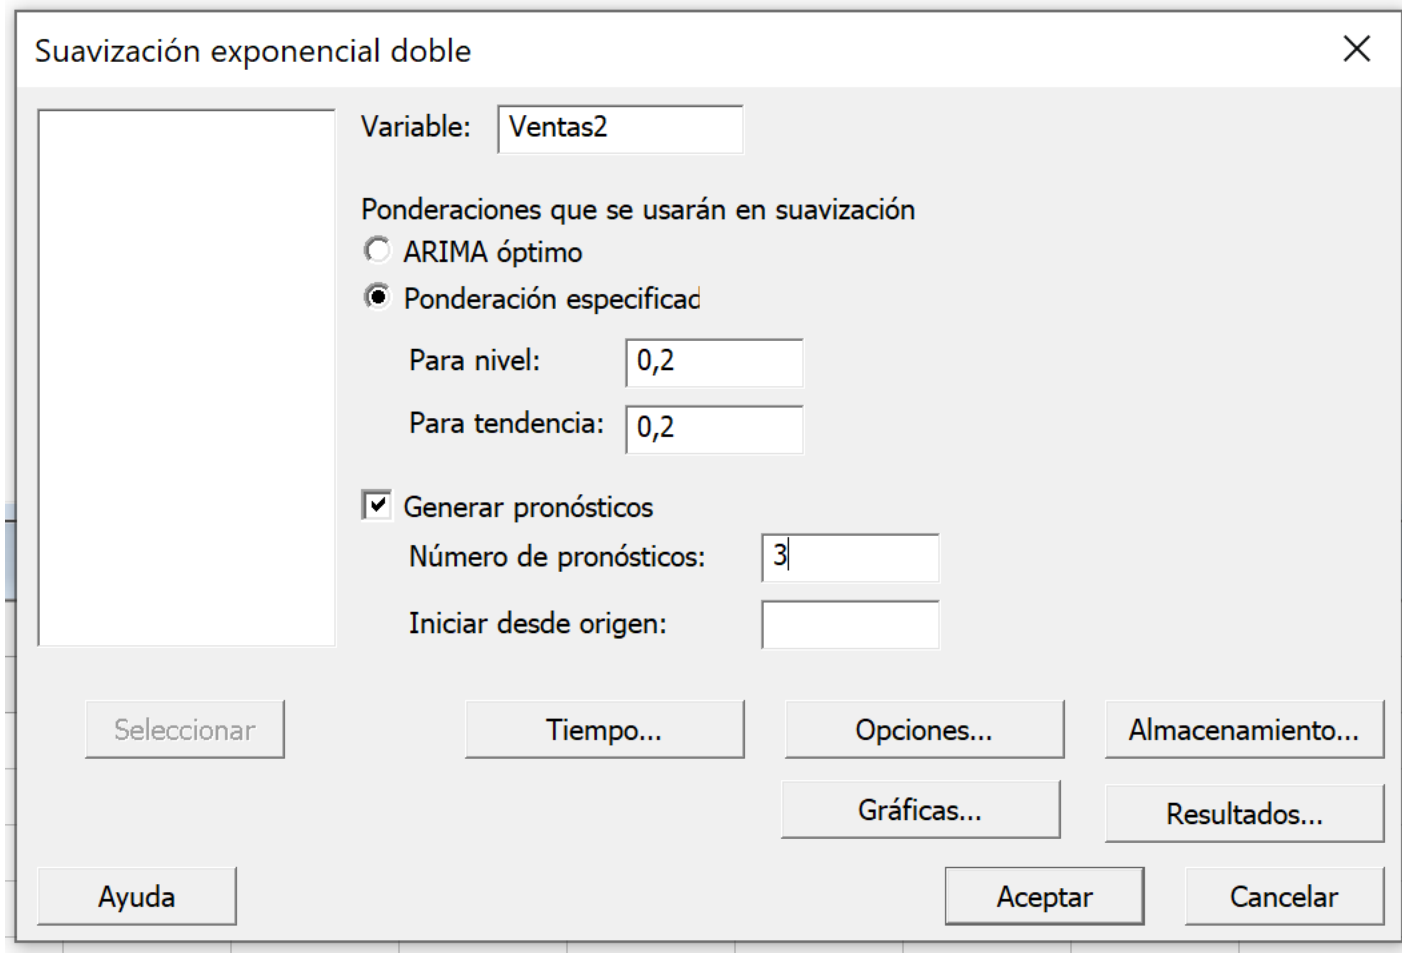 Suavización exponencial doble
Variable: Ventas2
Ponderaciones que se usarán en suavización
ARIMA óptimo
Ponderación especificad
Para nivel: 0,2
Para tendencia: 0,2
Generar pronósticos
Número de pronósticos: 3
Iniciar desde origen:
Seleccionar Tiempo... Opciones... Almacenamiento...
Gráficas... Resultados...
Ayuda Aceptar Cancelar